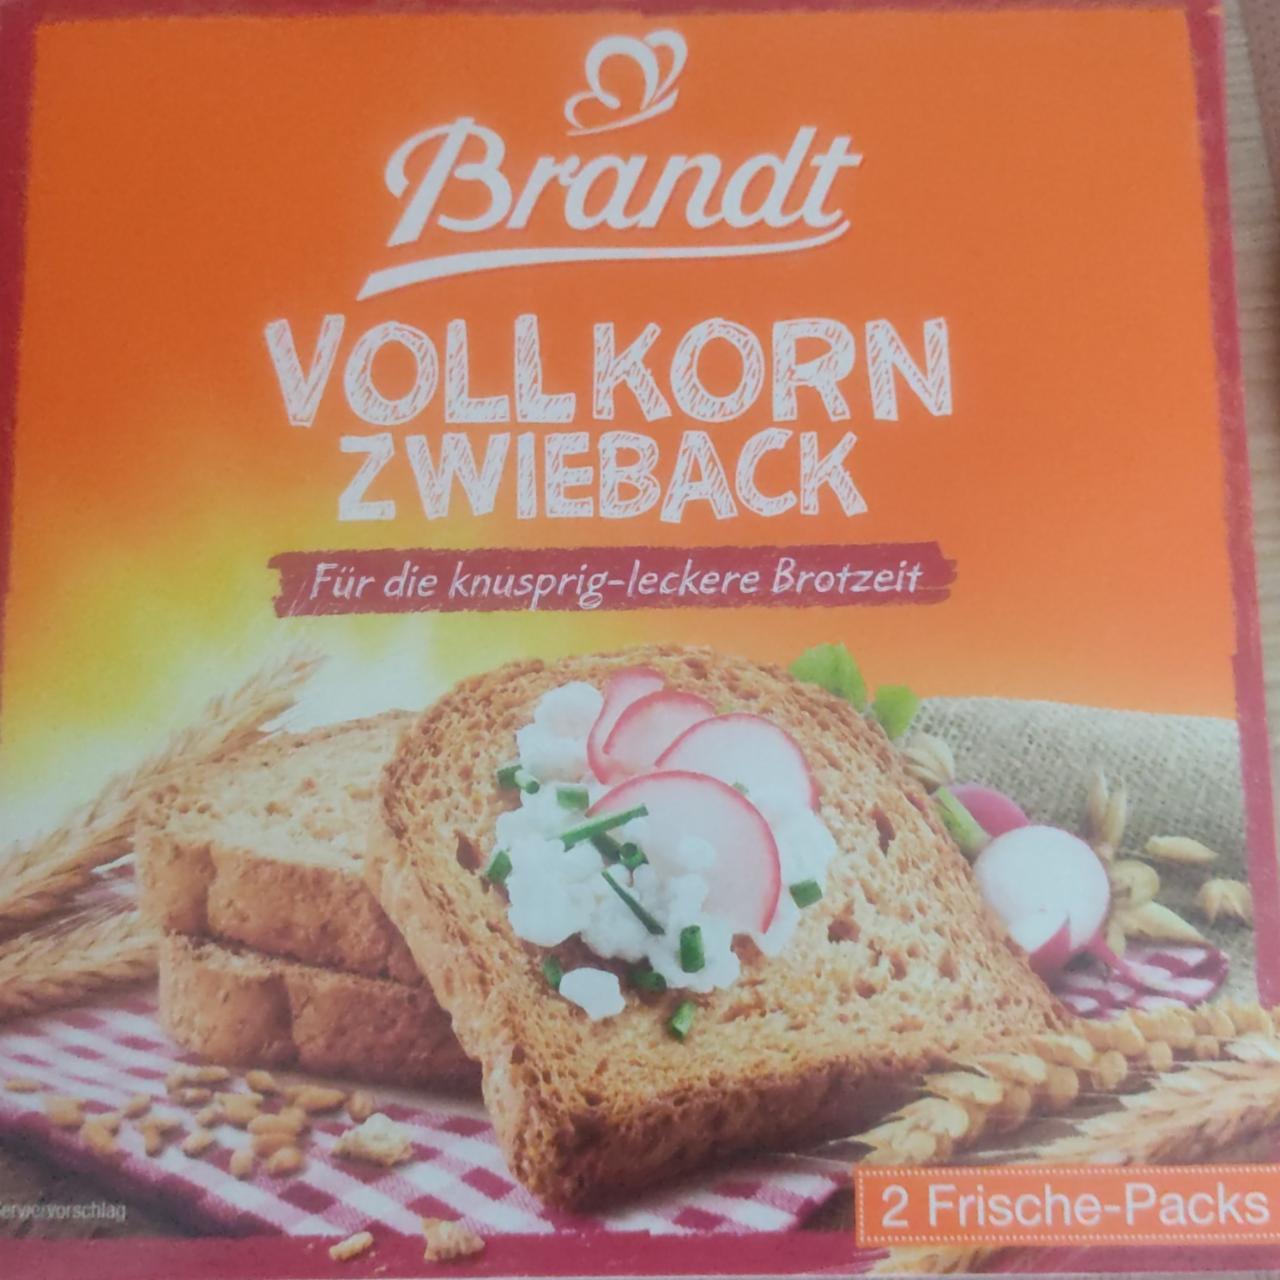 Brandt
VOLLKORN
ZWIEBACK
Für die knusprig-leckere Brotzeit
2 Frische-Packs